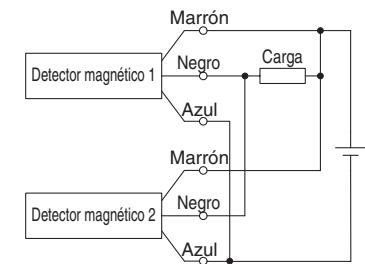 Marrón
Detector magnético 1
Negro
Carga
Azul
Marrón
Detector magnético 2
Negro
Azul